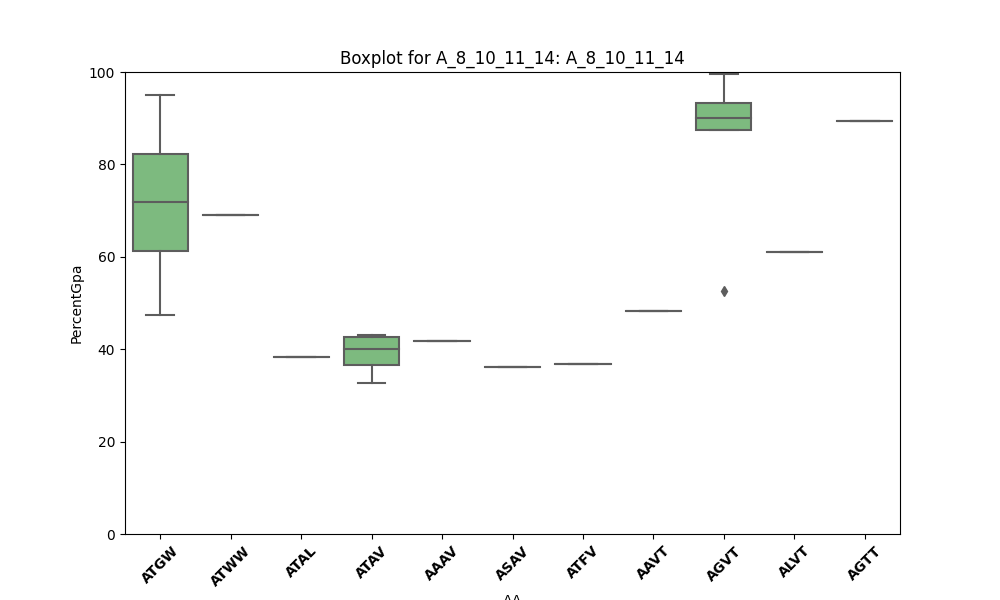 Boxplot for A_8_10_11_14: A_8_10_11_14
100
80
60
40
20
0
PercentGpa
ATGW
ATWW
ATAL
ATAV
AAAV
ASAV
ATFV
AAVT
AGVT
ALVT
AGTT
AA